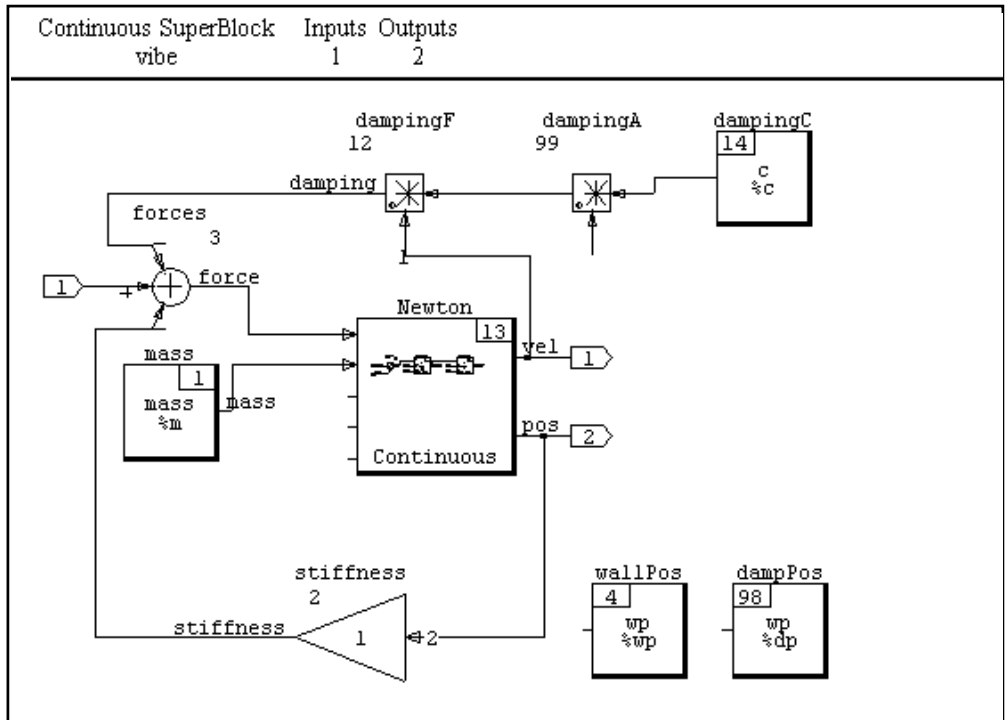 Continuous SuperBlock Inputs Outputs
vibe 1 2
dampingF dampingA dampingC
12 99 14
c
%c
damping
forces
3
1
1
+
force
Newton
13
vel
1
mass
1
mass
%m
mass
pos
2
Continuous
stiffness
2
wallPos dampPos
4 98
stiffness
1
2
wp wp
%wp %dp